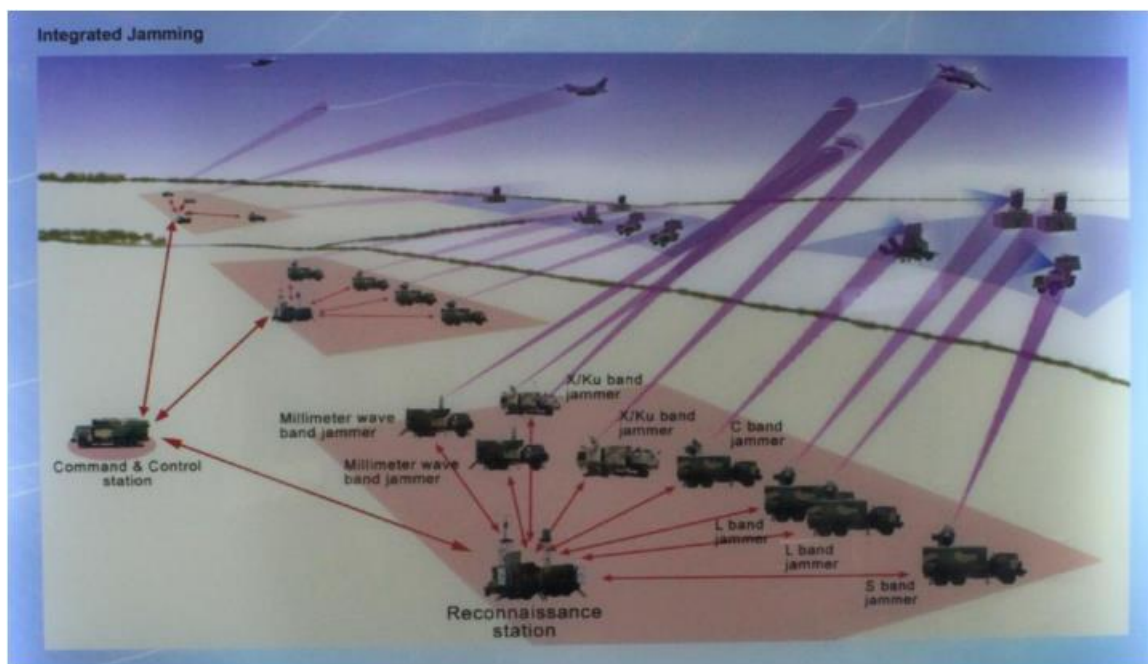 Integrated Jamming
X/Ku band
jammer
Millimeter wave
band jammer
X/Ku band
jammer
C band
jammer
Millimeter wave
band jammer
Command & Control
station
L band
jammer
L band
jammer
S band
jammer
Reconnaissance
station